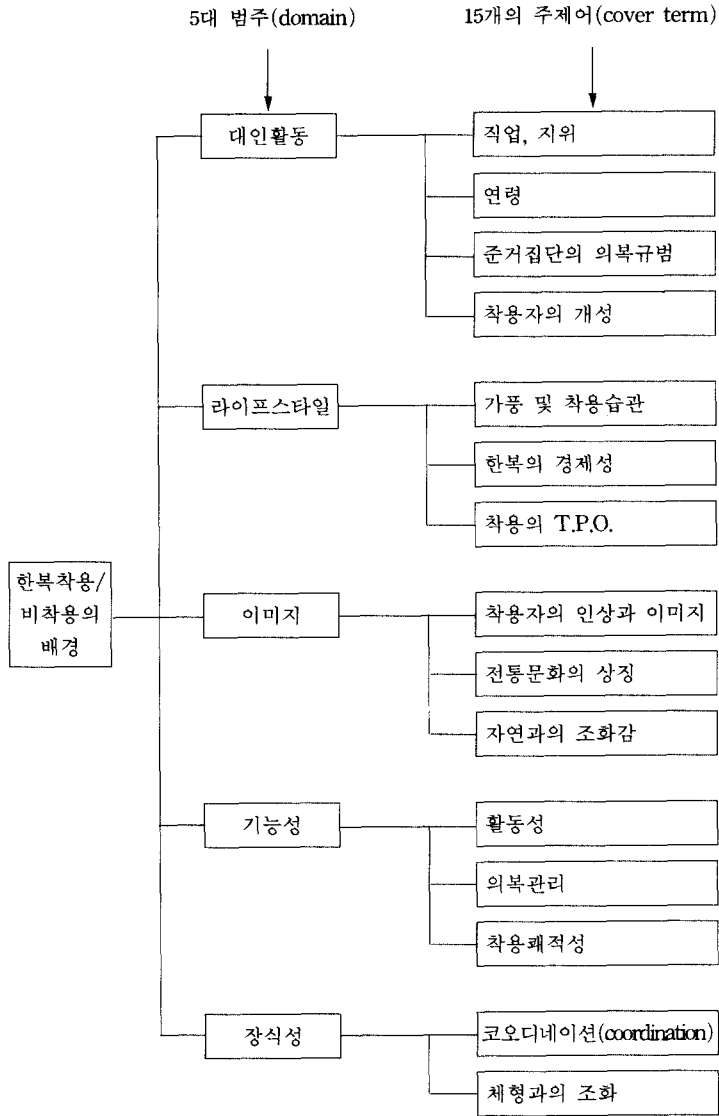 5대 범주(domain) 15개의 주제어(cover term)
대인활동
직업, 지위
연령
준거집단의 의복규범
착용자의 개성
라이프스타일
가풍 및 착용습관
한복의 경제성
착용의 T.P.O.
한복착용/
비착용의
배경
이미지
착용자의 인상과 이미지
전통문화의 상징
자연과의 조화감
기능성
활동성
의복관리
착용쾌적성
장식성
코오디네이션(coordination)
체형과의 조화